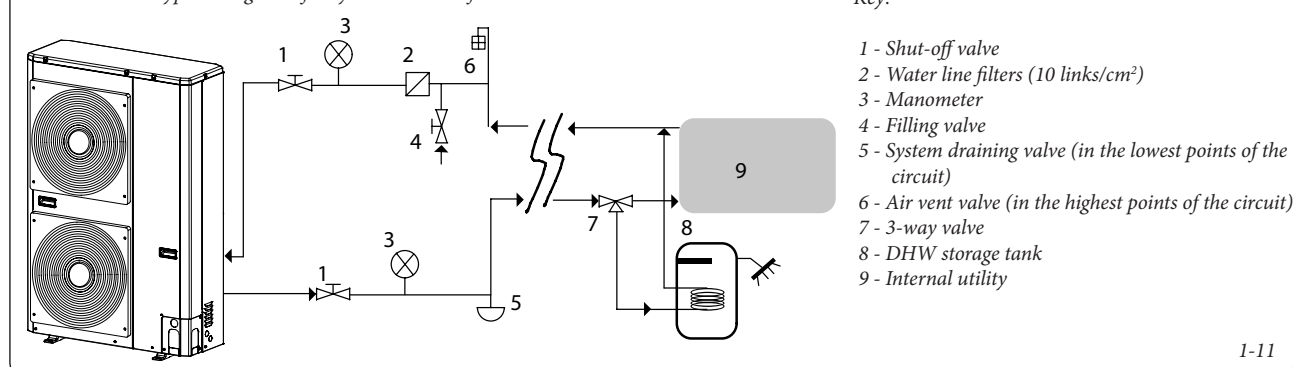 Key:
1 - Shut-off valve
2 - Water line filters (10 links/cm²)
3 - Manometer
4 - Filling valve
5 - System draining valve (in the lowest points of the
circuit)
6 - Air vent valve (in the highest points of the circuit)
7 - 3-way valve
8 - DHW storage tank
9 - Internal utility
1
3
2
6
4
9
7
8
3
1
5
1-11